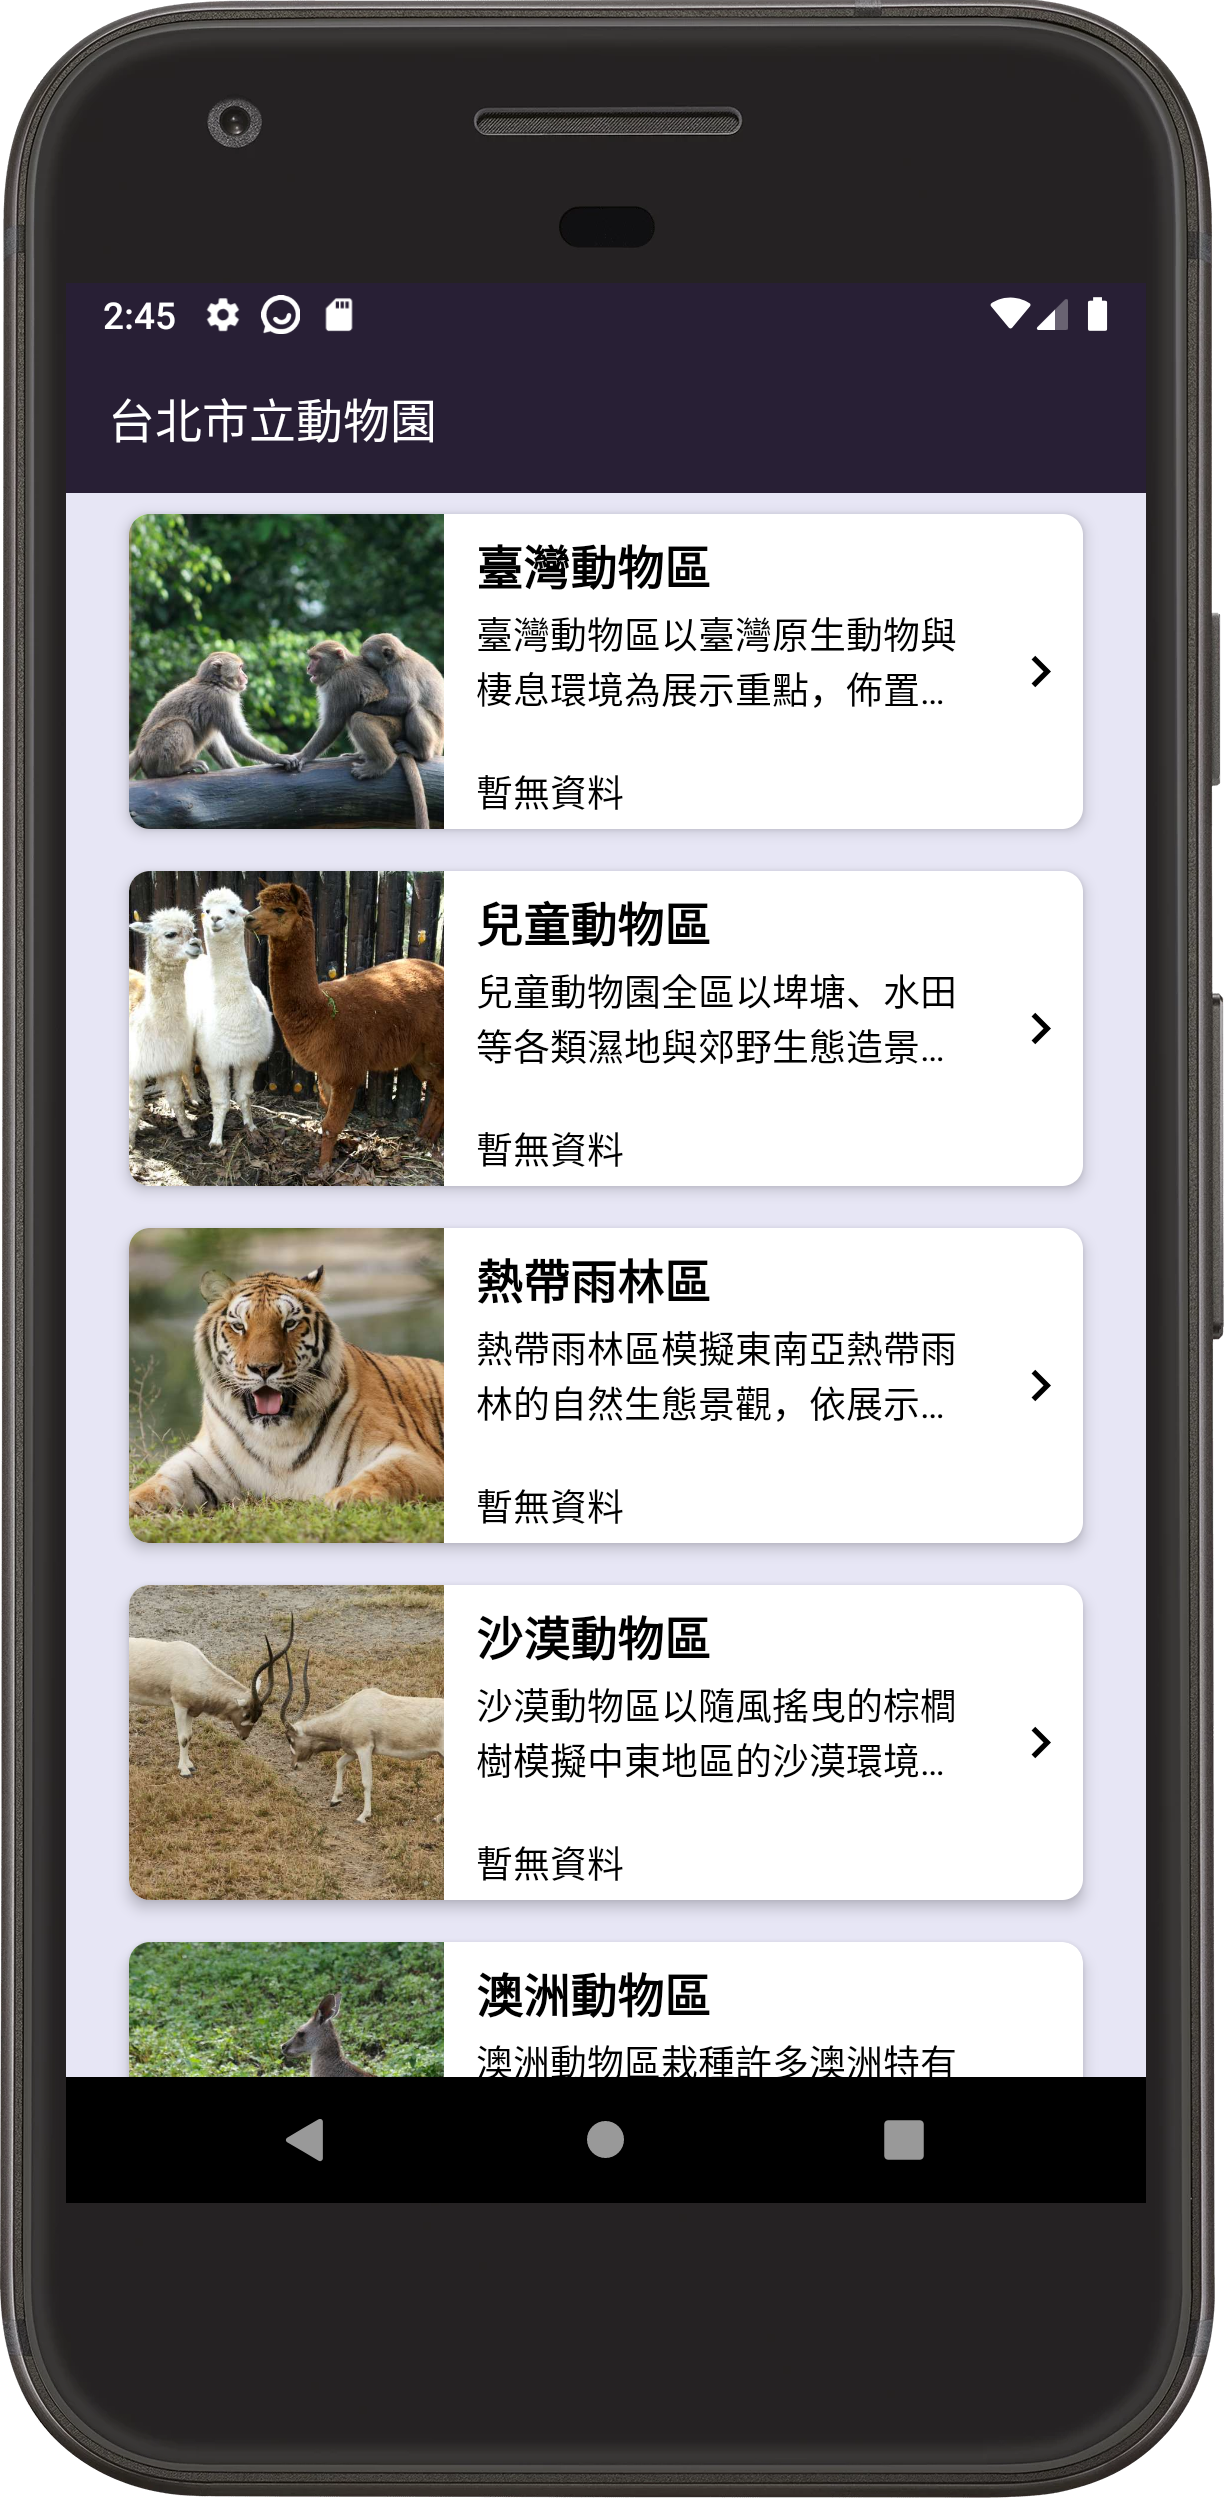 2:45
台北市立動物園
臺灣動物區
臺灣動物區以臺灣原生動物與
棲息環境為展示重點，佈置...
暫無資料
兒童動物區
兒童動物園全區以埤塘、水田
等各類濕地與郊野生態造景...
暫無資料
熱帶雨林區
熱帶雨林區模擬東南亞熱帶雨
林的自然生態景觀，依展示...
暫無資料
沙漠動物區
沙漠動物區以隨風搖曳的棕櫚
樹模擬中東地區的沙漠環境...
暫無資料
澳洲動物區
澳洲動物區栽種許多澳洲特有